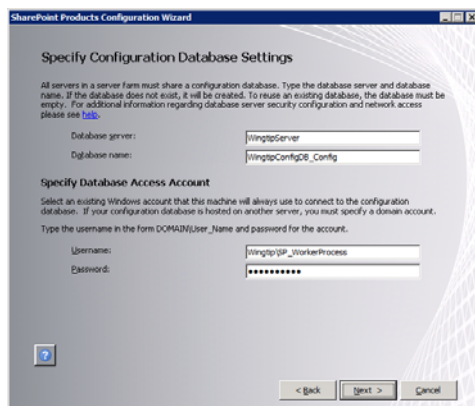 SharePoint Products Configuration Wizard
Specify Configuration Database Settings
All servers in a server farm must share a configuration database. Type the database server and database
name. If the database does not exist, it will be created. To reuse an existing database, the database must be
empty. For additional information regarding database server security configuration and network access
please see help.
Database server:
WingtipServer
Database name:
WingtipConfigDB_Config
Specify Database Access Account
Select an existing Windows account that this machine will always use to connect to the configuration
database. If your configuration database is hosted on another server, you must specify a domain account.
Type the username in the form DOMAIN\User_Name and password for the account.
Username:
Wingtip\SP_WorkerProcess
Password:
●●●●●●●●●●
?
< Back
Next >
Cancel